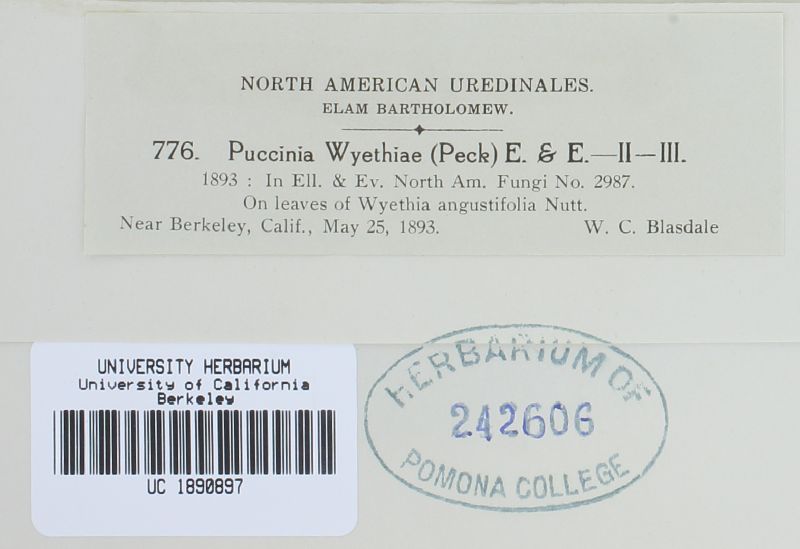 NORTH AMERICAN UREDINALES.
ELAM BARTHOLOMEW.
776. Puccinia Wyethiae (Peck) E. & E.—II—III.
1893 : In Ell. & Ev. North Am. Fungi No. 2987.
On leaves of Wyethia angustifolia Nutt.
Near Berkeley, Calif., May 25, 1893. W. C. Blasdale
UNIVERSITY HERBARIUM
University of California
Berkeley
UC 1890897
HERBARIUM OF
242606
POMONA COLLEGE